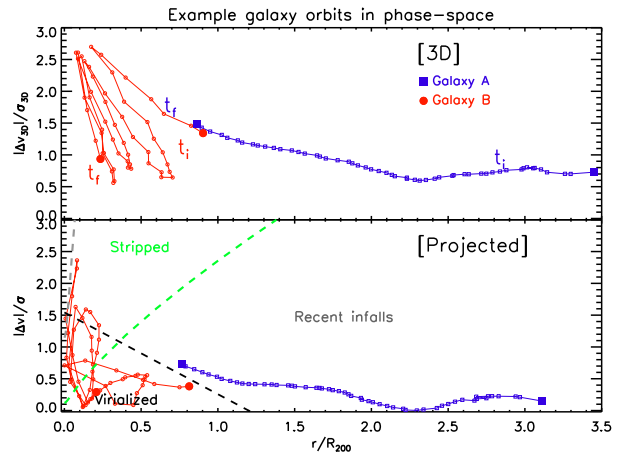 Example galaxy orbits in phase-space
3.0
2.5
2.0
1.5
1.0
0.5
0.0
|Δv3D|/σ3D
[3D]
Galaxy A
Galaxy B
tf
ti
ti
tf
3.0
2.5
2.0
1.5
1.0
0.5
0.0
|Δv|/σ
Stripped
[Projected]
Recent infalls
Virialized
0.0 0.5 1.0 1.5 2.0 2.5 3.0 3.5
r/R200